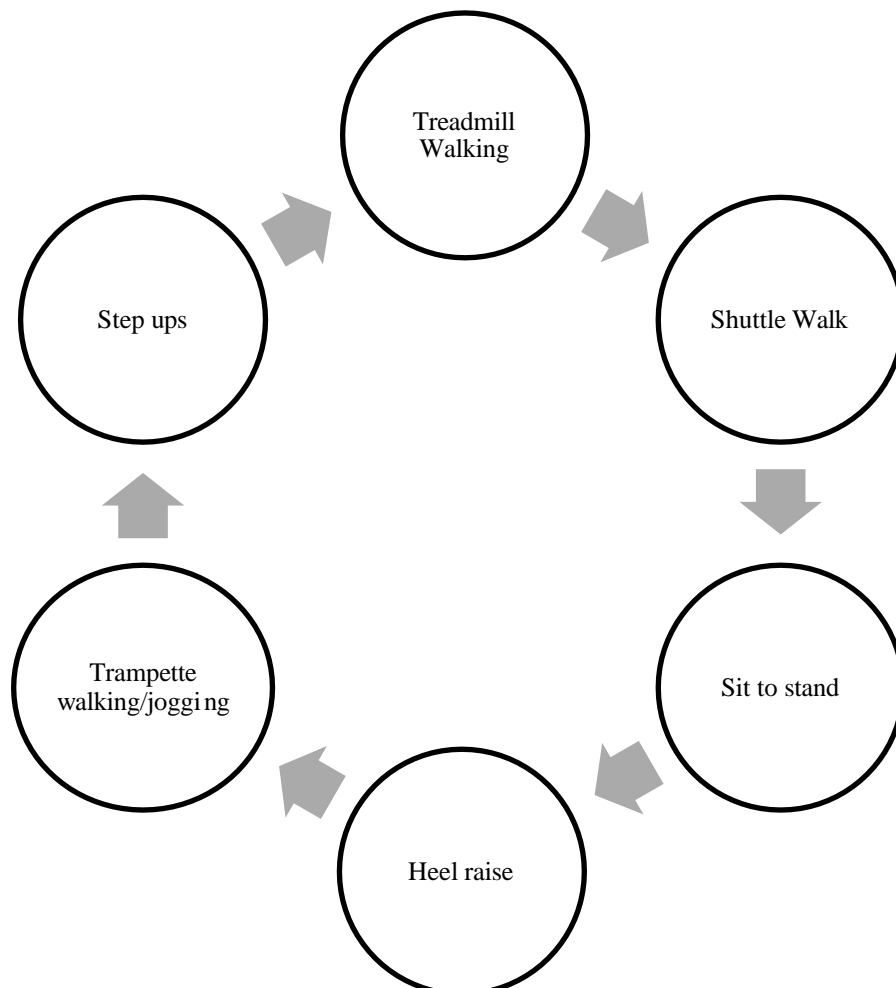 Treadmill
Walking
Shuttle Walk
Sit to stand
Heel raise
Trampette
walking/jogging
Step ups